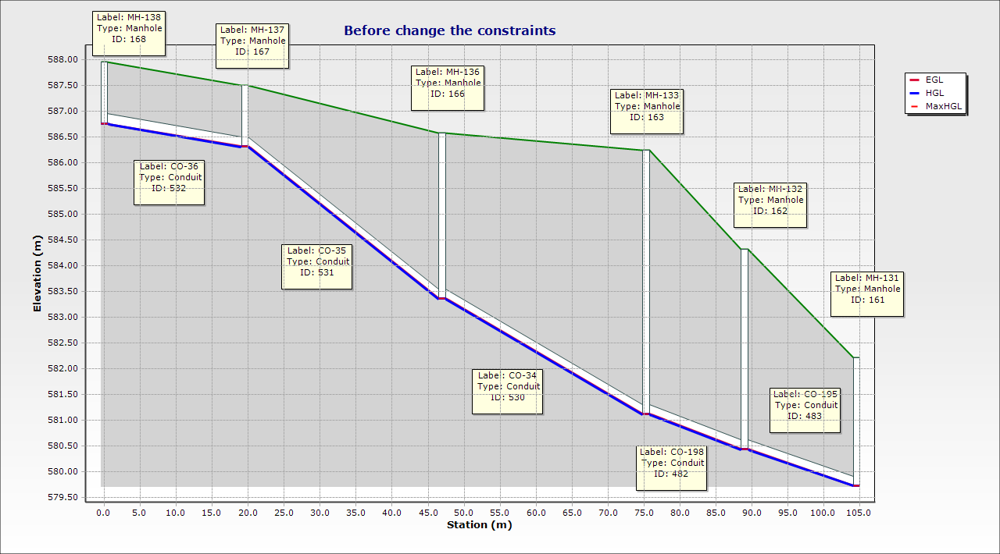 Before change the constraints
Label: MH-138
Type: Manhole
ID: 168
Label: MH-137
Type: Manhole
ID: 167
Label: MH-136
Type: Manhole
ID: 166
Label: MH-133
Type: Manhole
ID: 163
Label: MH-132
Type: Manhole
ID: 162
Label: MH-131
Type: Manhole
ID: 161
Label: CO-36
Type: Conduit
ID: 532
Label: CO-35
Type: Conduit
ID: 531
Label: CO-34
Type: Conduit
ID: 530
Label: CO-198
Type: Conduit
ID: 482
Label: CO-195
Type: Conduit
ID: 483
EGL
HGL
MaxHGL
Elevation (m)
588.00
587.50
587.00
586.50
586.00
585.50
585.00
584.50
584.00
583.50
583.00
582.50
582.00
581.50
581.00
580.50
580.00
579.50
0.0 5.0 10.0 15.0 20.0 25.0 30.0 35.0 40.0 45.0 50.0 55.0 60.0 65.0 70.0 75.0 80.0 85.0 90.0 95.0 100.0 105.0
Station (m)